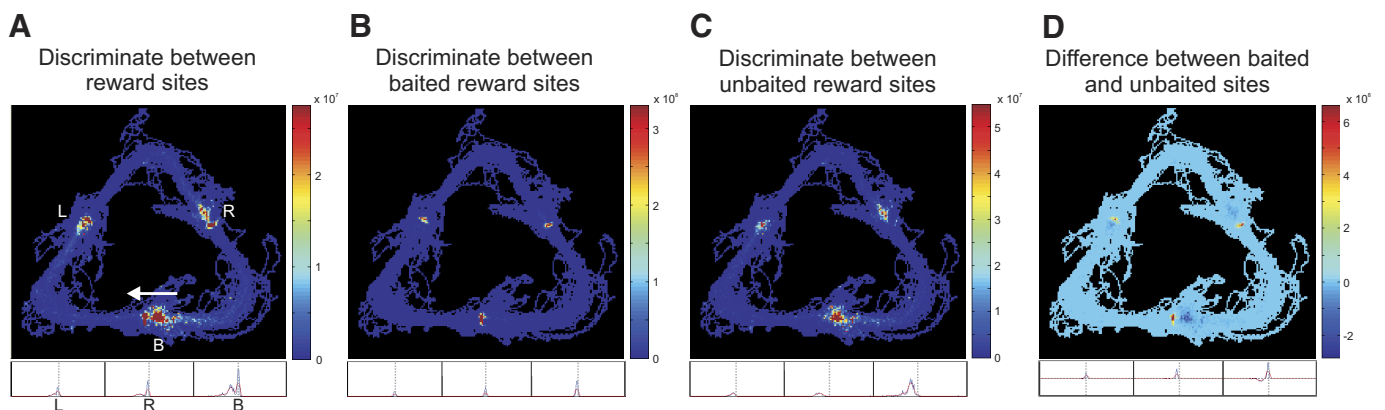 A
Discriminate between
reward sites
x 10⁷
2
1
0
L
R
B
L
R
B
B
Discriminate between
baited reward sites
x 10⁸
3
2
1
0
C
Discriminate between
unbaited reward sites
x 10⁷
5
4
3
2
1
0
D
Difference between baited
and unbaited sites
x 10⁸
6
4
2
0
-2